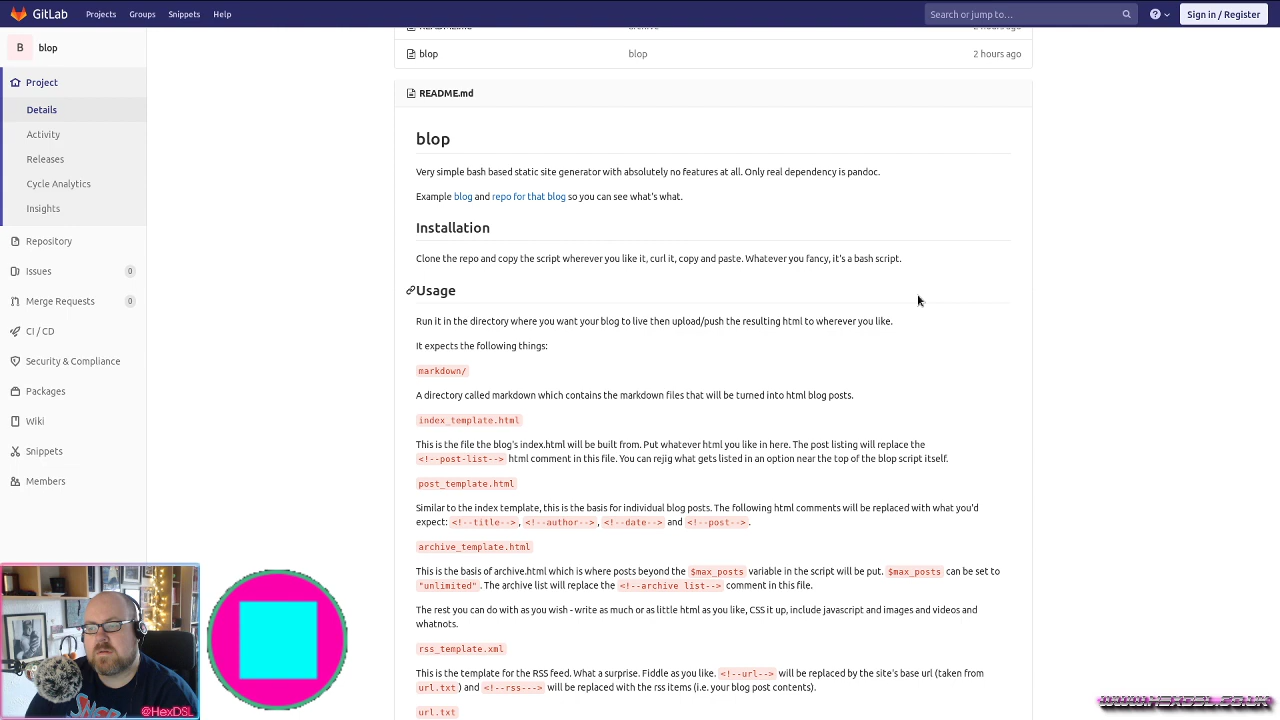 GitLab Projects Groups Snippets Help Search or jump to… Sign in / Register
B blop
Project
Details
Activity
Releases
Cycle Analytics
Insights
Repository
Issues 0
Merge Requests 0
CI / CD
Security & Compliance
Packages
Wiki
Snippets
Members
README.md archive 2 hours ago
blop blop 2 hours ago
README.md
blop
Very simple bash based static site generator with absolutely no features at all. Only real dependency is pandoc.
Example blog and repo for that blog so you can see what's what.
Installation
Clone the repo and copy the script wherever you like it, curl it, copy and paste. Whatever you fancy, it's a bash script.
Usage
Run it in the directory where you want your blog to live then upload/push the resulting html to wherever you like.
It expects the following things:
markdown/
A directory called markdown which contains the markdown files that will be turned into html blog posts.
index_template.html
This is the file the blog's index.html will be built from. Put whatever html you like in here. The post listing will replace the
<!--post-list--> html comment in this file. You can rejig what gets listed in an option near the top of the blop script itself.
post_template.html
Similar to the index template, this is the basis for individual blog posts. The following html comments will be replaced with what you'd
expect: <!--title-->, <!--author-->, <!--date--> and <!--post-->.
archive_template.html
This is the basis of archive.html which is where posts beyond the $max_posts variable in the script will be put. $max_posts can be set to
"unlimited". The archive list will replace the <!--archive list--> comment in this file.
The rest you can do with as you wish - write as much or as little html as you like, CSS it up, include javascript and images and videos and
whatnots.
rss_template.xml
This is the template for the RSS feed. What a surprise. Fiddle as you like. <!--url--> will be replaced by the site's base url (taken from
url.txt) and <!--rss---> will be replaced with the rss items (i.e. your blog post contents).
url.txt
@HexDSL
WWW.HEXDSL.CO.UK